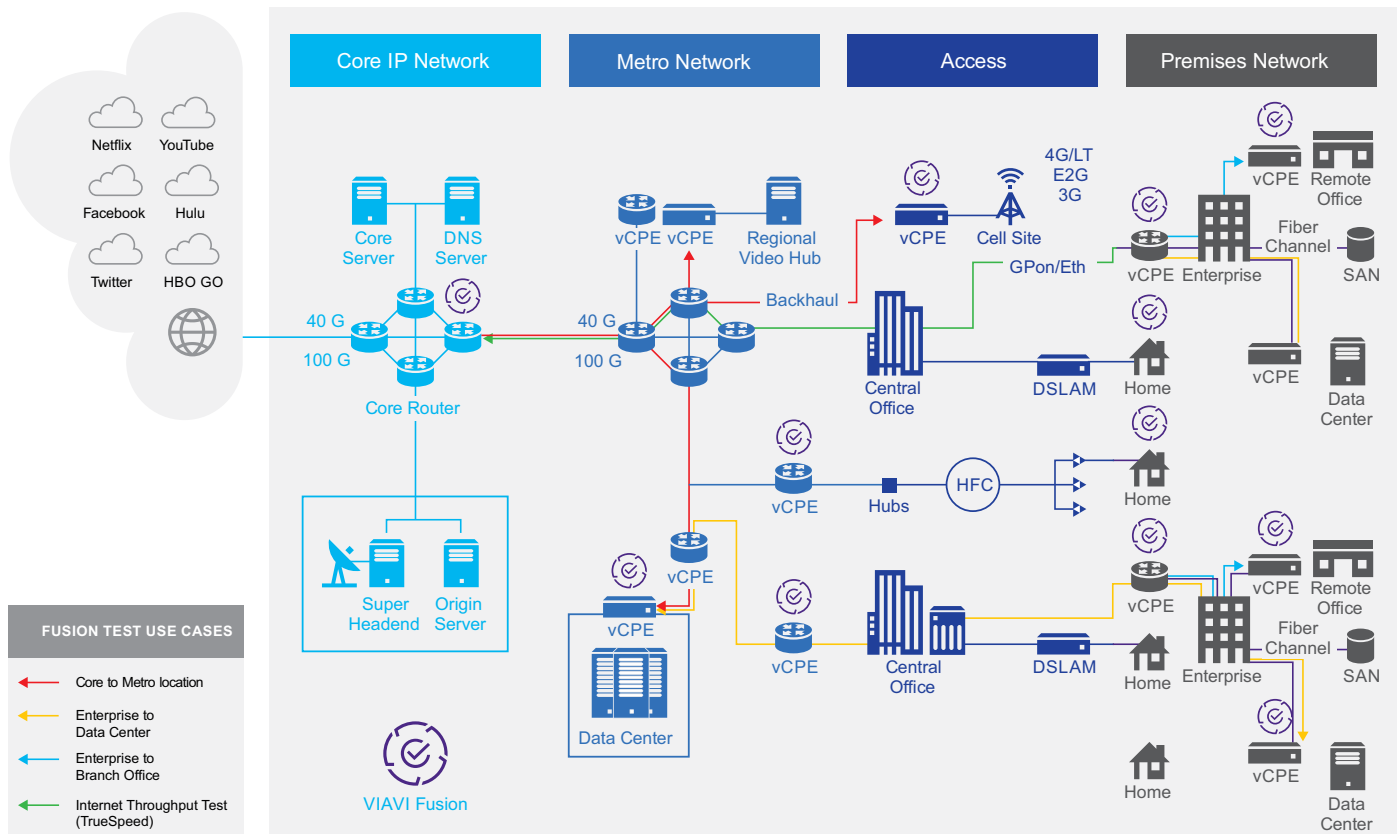 Core IP Network
Metro Network
Access
Premises Network
Netflix
YouTube
Facebook
Hulu
Twitter
HBO GO
40 G
100 G
Core
Server
DNS
Server
Core Router
Super
Headend
Origin
Server
VIAVI Fusion
vCPE
vCPE
Regional
Video Hub
40 G
100 G
Backhaul
vCPE
vCPE
vCPE
vCPE
Data Center
vCPE
Cell Site
4G/LT
E2G
3G
GPon/Eth
Central
Office
DSLAM
Hubs
HFC
Central
Office
DSLAM
vCPE
Remote
Office
vCPE
Enterprise
Fiber
Channel
SAN
Home
vCPE
Data
Center
Home
vCPE
vCPE
Remote
Office
Fiber
Channel
Home
Enterprise
SAN
Home
vCPE
Data
Center
FUSION TEST USE CASES
Core to Metro location
Enterprise to
Data Center
Enterprise to
Branch Office
Internet Throughput Test
(TrueSpeed)